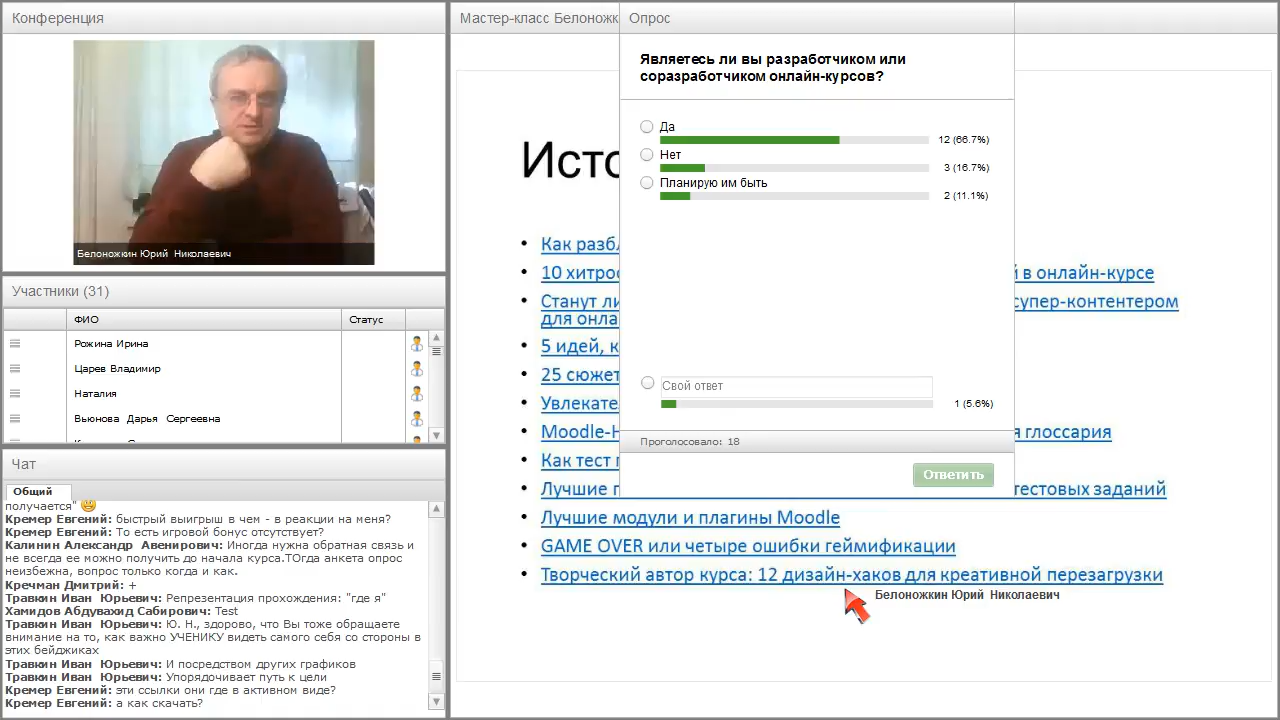 Конференция
Белоножкин Юрий Николаевич
Участники (31)
ФИО
Статус
Рожина Ирина
Царев Владимир
Наталия
Вьюнова Дарья Сергеевна
Чат
Общий
получается"
Кремер Евгений: быстрый выигрыш в чем - в реакции на меня?
Кремер Евгений: То есть игровой бонус отсутствует?
Калинин Александр Авенирович: Иногда нужна обратная связь и
не всегда ее можно получить до начала курса.ТОгда анкета опрос
неизбежна, вопрос только когда и как.
Кречман Дмитрий: +
Травкин Иван Юрьевич: Репрезентация прохождения: "где я"
Хамидов Абдувахид Сабирович: Test
Травкин Иван Юрьевич: Ю. Н., здорово, что Вы тоже обращаете
внимание на то, как важно УЧЕНИКУ видеть самого себя со стороны в
этих бейджиках
Травкин Иван Юрьевич: И посредством других графиков
Травкин Иван Юрьевич: Упорядочивает путь к цели
Кремер Евгений: эти ссылки они где в активном виде?
Кремер Евгений: а как скачать?
Мастер-класс Белоножк
Опрос
Являетесь ли вы разработчиком или
соразработчиком онлайн-курсов?
Да
12 (66.7%)
Нет
3 (16.7%)
Планирую им быть
2 (11.1%)
Свой ответ
1 (5.6%)
Проголосовало: 18
Ответить
Исто
• Как разбл
• 10 хитро й в онлайн-курсе
• Станут ли супер-контентером
для онла
• 5 идей, к
• 25 сюжет
• Увлекате
• Moodle-Н я глоссария
• Как тест
• Лучшие п тестовых заданий
• Лучшие модули и плагины Moodle
• GAME OVER или четыре ошибки геймификации
• Творческий автор курса: 12 дизайн-хаков для креативной перезагрузки
Белоножкин Юрий Николаевич